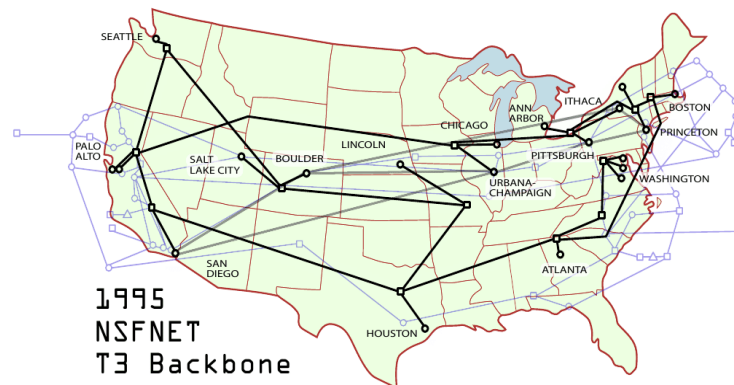 SEATTLE
PALO
ALTO
SALT
LAKE CITY
BOULDER
LINCOLN
CHICAGO
ANN
ARBOR
ITHACA
BOSTON
PRINCETON
PITTSBURGH
URBANA-
CHAMPAIGN
WASHINGTON
SAN
DIEGO
ATLANTA
HOUSTON
1995
NSFNET
T3 Backbone